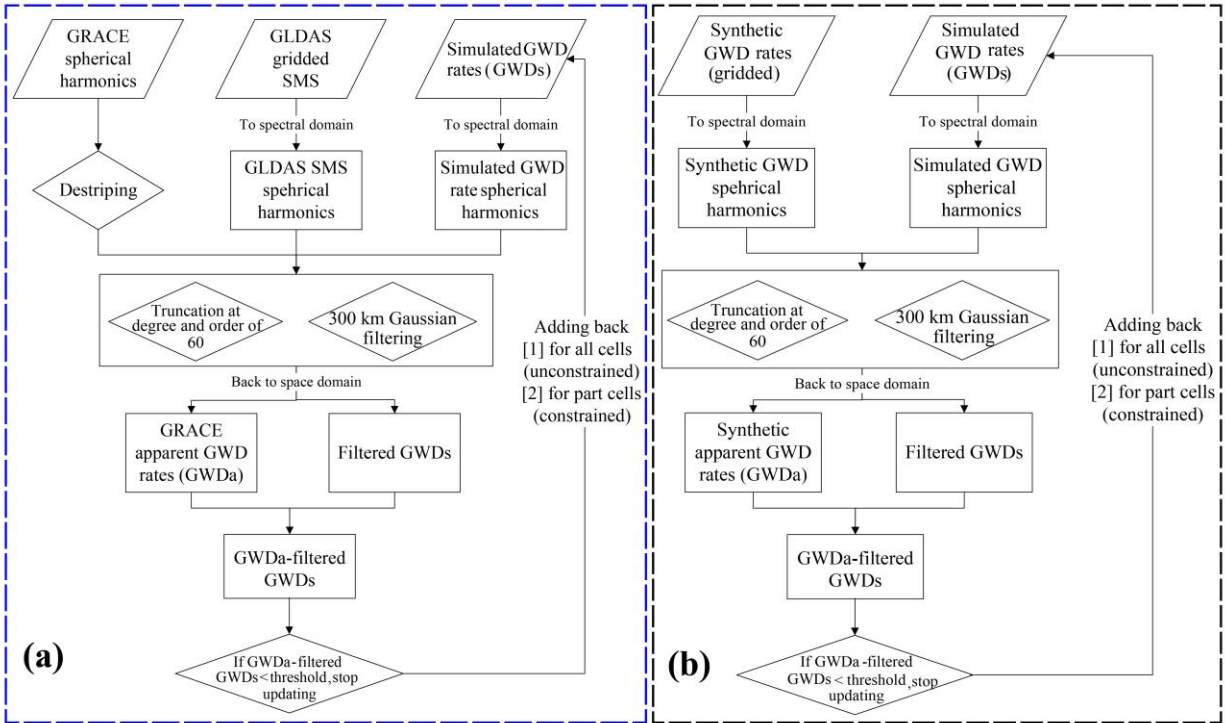 GRACE
spherical
harmonics
GLDAS
gridded
SMS
Simulated GWD
rates (GWDs)
To spectral domain
To spectral domain
Destriping
GLDAS SMS
spehrical
harmonics
Simulated GWD
rate spherical
harmonics
Truncation at
degree and order of
60
300 km Gaussian
filtering
Back to space domain
GRACE
apparent GWD
rates (GWDa)
Filtered GWDs
GWDa-filtered
GWDs
If GWDa-filtered
GWDs<threshold,stop
updating
Adding back
[1] for all cells
(unconstrained)
[2] for part cells
(constrained)
(a)
Synthetic
GWD rates
(gridded)
Simulated
GWD rates
(GWDs)
To spectral domain
To spectral domain
Synthetic GWD
spehrical
harmonics
Simulated GWD
spherical
harmonics
Truncation at
degree and order of
60
300 km Gaussian
filtering
Back to space domain
Synthetic
apparent GWD
rates (GWDa)
Filtered GWDs
GWDa-filtered
GWDs
If GWDa-filtered
GWDs<threshold,stop
updating
Adding back
[1] for all cells
(unconstrained)
[2] for part cells
(constrained)
(b)